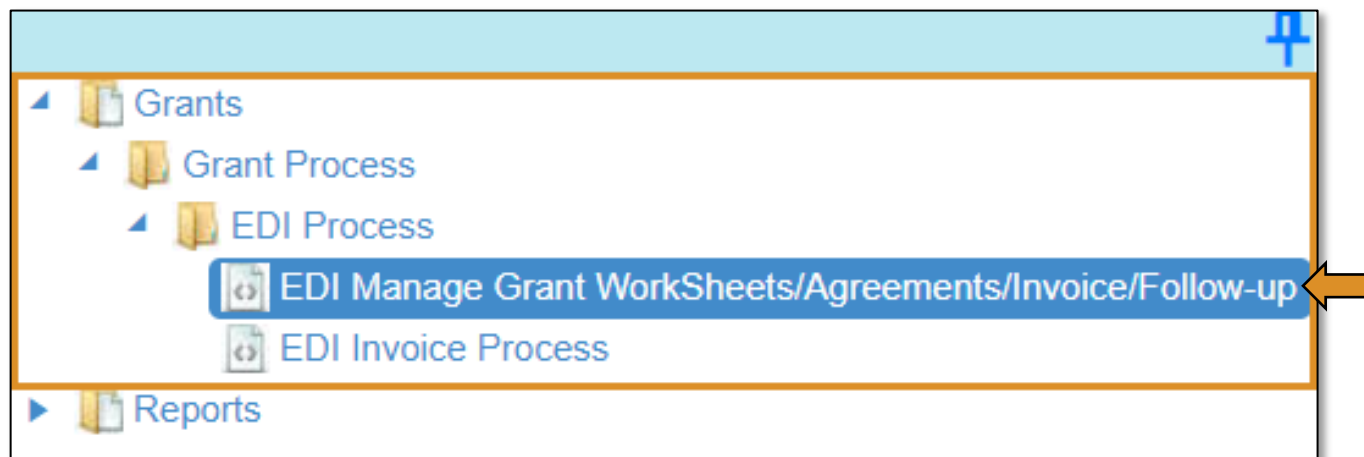 Grants
Grant Process
EDI Process
EDI Manage Grant WorkSheets/Agreements/Invoice/Follow-up
EDI Invoice Process
Reports